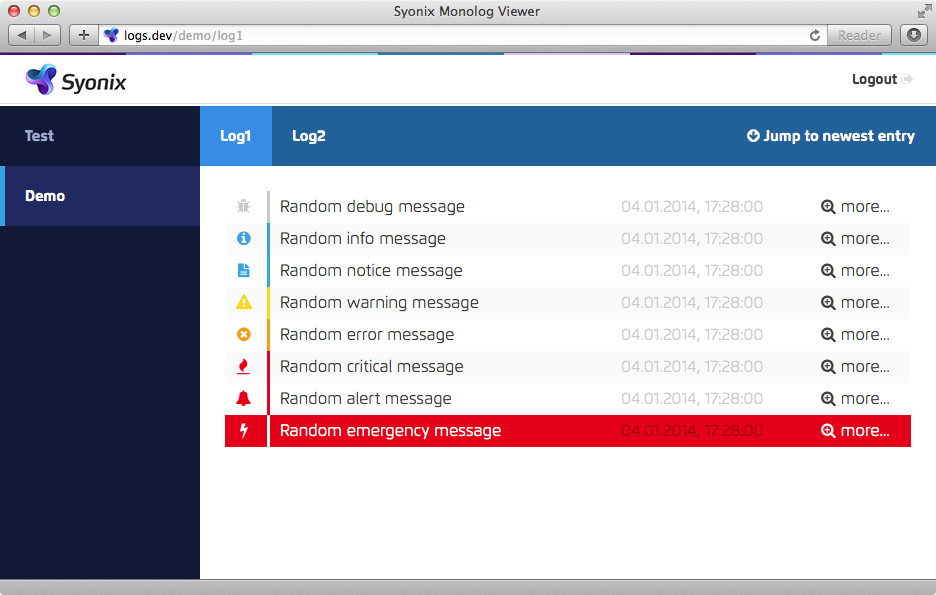 Syonix Monolog Viewer
logs.dev/demo/log1
Reader
Syonix
Logout
Test
Log1 Log2 Jump to newest entry
Demo
Random debug message 04.01.2014, 17:28:00 more...
Random info message 04.01.2014, 17:28:00 more...
Random notice message 04.01.2014, 17:28:00 more...
Random warning message 04.01.2014, 17:28:00 more...
Random error message 04.01.2014, 17:28:00 more...
Random critical message 04.01.2014, 17:28:00 more...
Random alert message 04.01.2014, 17:28:00 more...
Random emergency message 04.01.2014, 17:28:00 more...